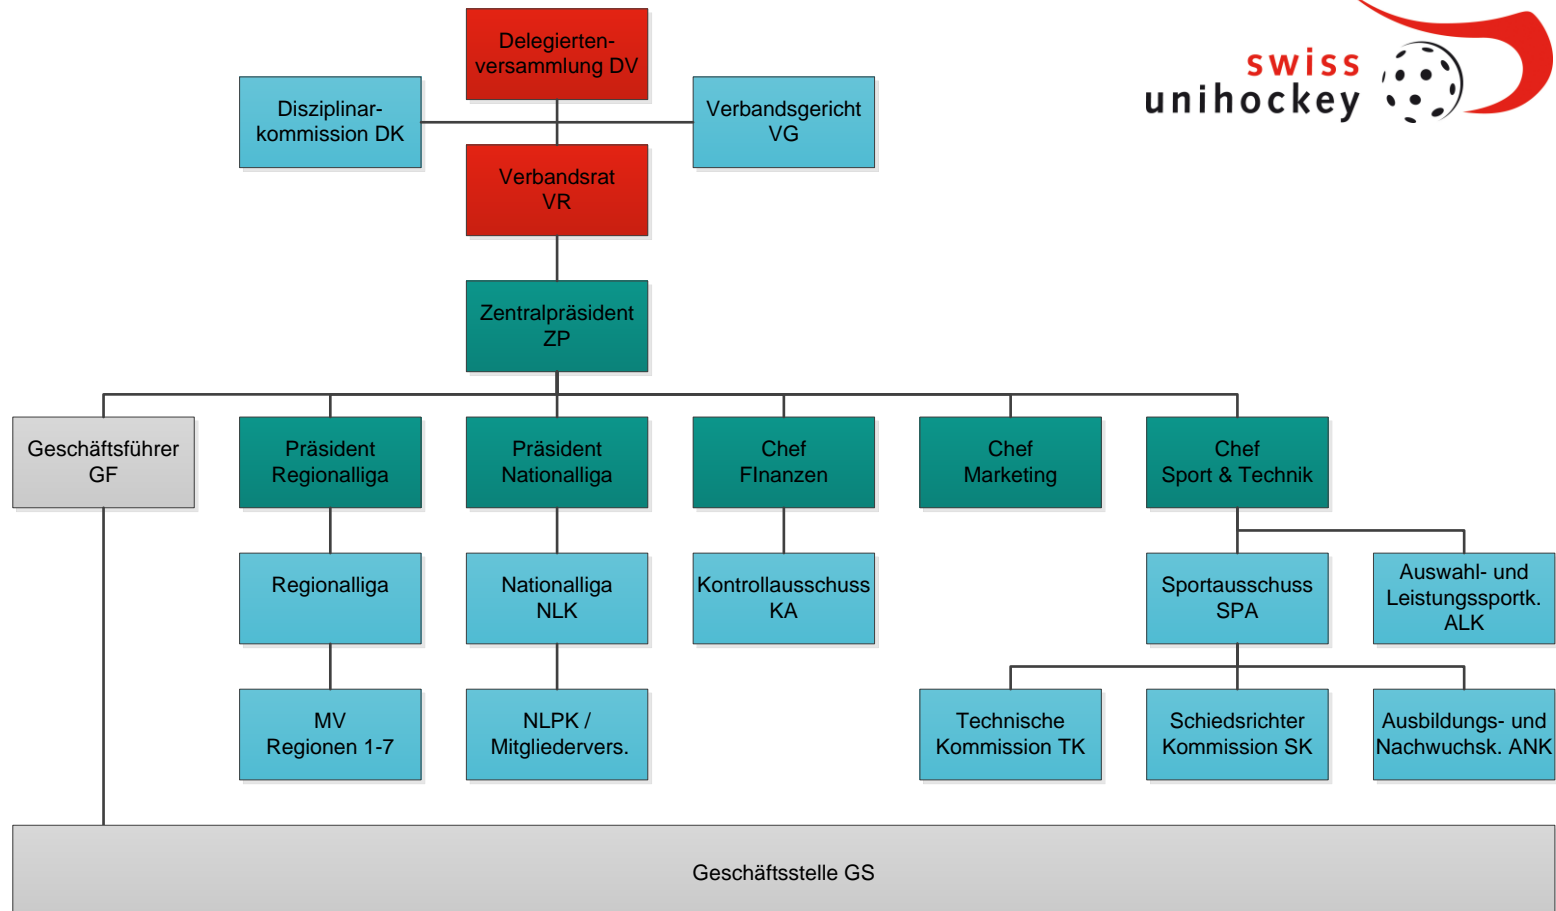 Delegierten-
versammlung DV
swiss
unihockey
Disziplinar-
kommission DK
Verbandsgericht
VG
Verbandsrat
VR
Zentralpräsident
ZP
Geschäftsführer
GF
Präsident
Regionalliga
Präsident
Nationalliga
Chef
FInanzen
Chef
Marketing
Chef
Sport & Technik
Regionalliga
Nationalliga
NLK
Kontrollausschuss
KA
Sportausschuss
SPA
Auswahl- und
Leistungssportk.
ALK
MV
Regionen 1-7
NLPK /
Mitgliedervers.
Technische
Kommission TK
Schiedsrichter
Kommission SK
Ausbildungs- und
Nachwuchsk. ANK
Geschäftsstelle GS